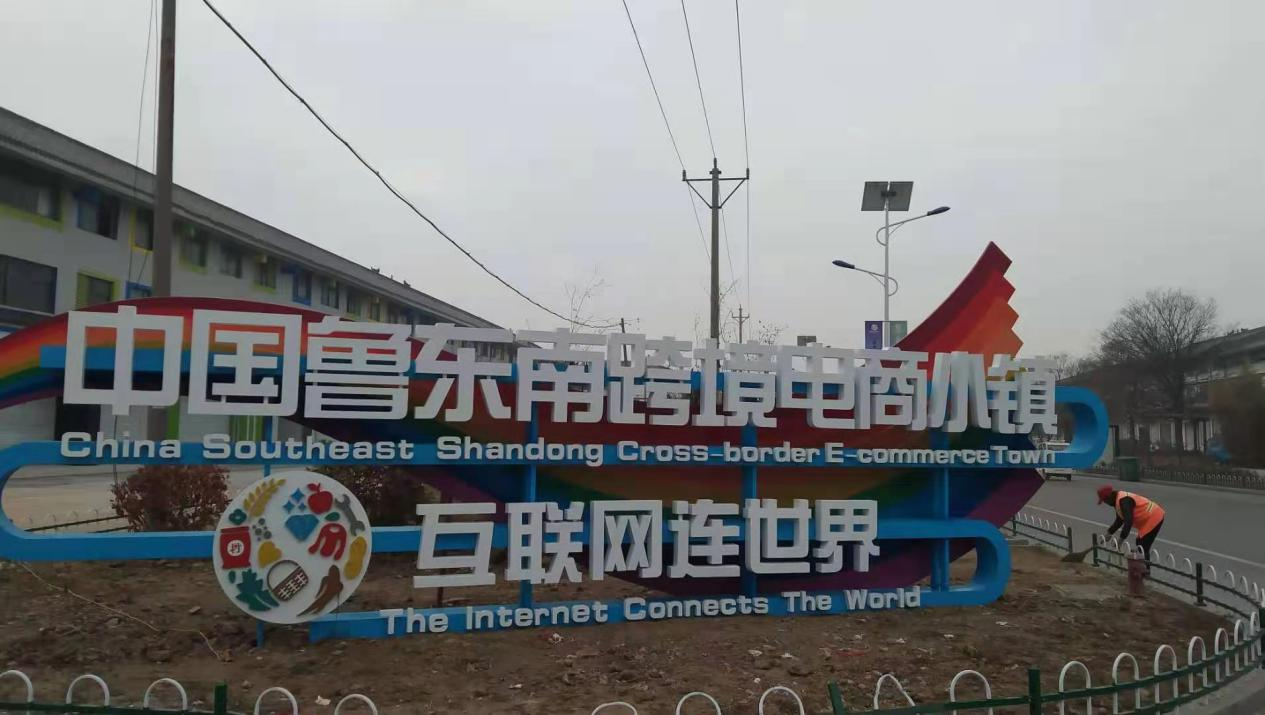 中国鲁东南跨境电商小镇
China Southeast Shandong Cross-border E-commerce Town
互联网连世界
The Internet Connects The World